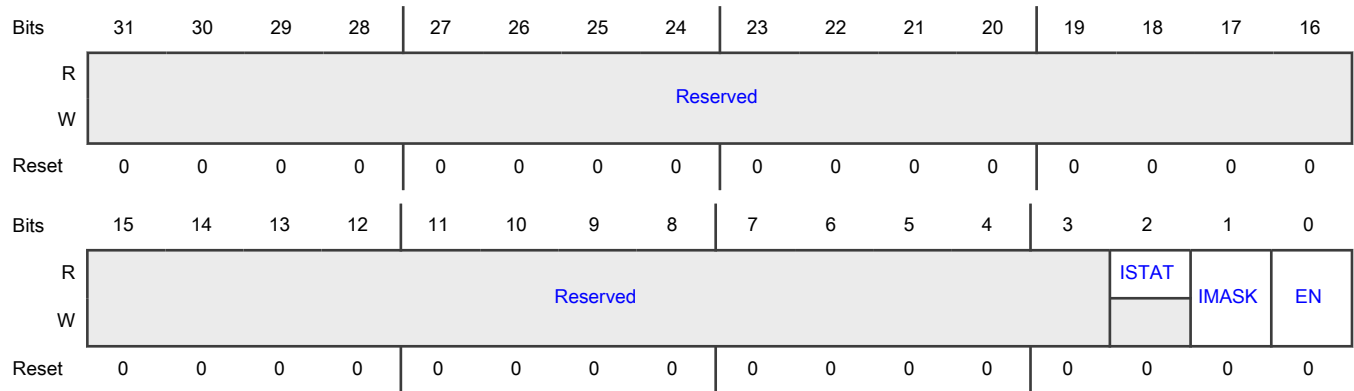 Bits 31 30 29 28 27 26 25 24 23 22 21 20 19 18 17 16
R
Reserved
W
Reset 0 0 0 0 0 0 0 0 0 0 0 0 0 0 0 0
Bits 15 14 13 12 11 10 9 8 7 6 5 4 3 2 1 0
R ISTAT
Reserved IMASK EN
W
Reset 0 0 0 0 0 0 0 0 0 0 0 0 0 0 0 0